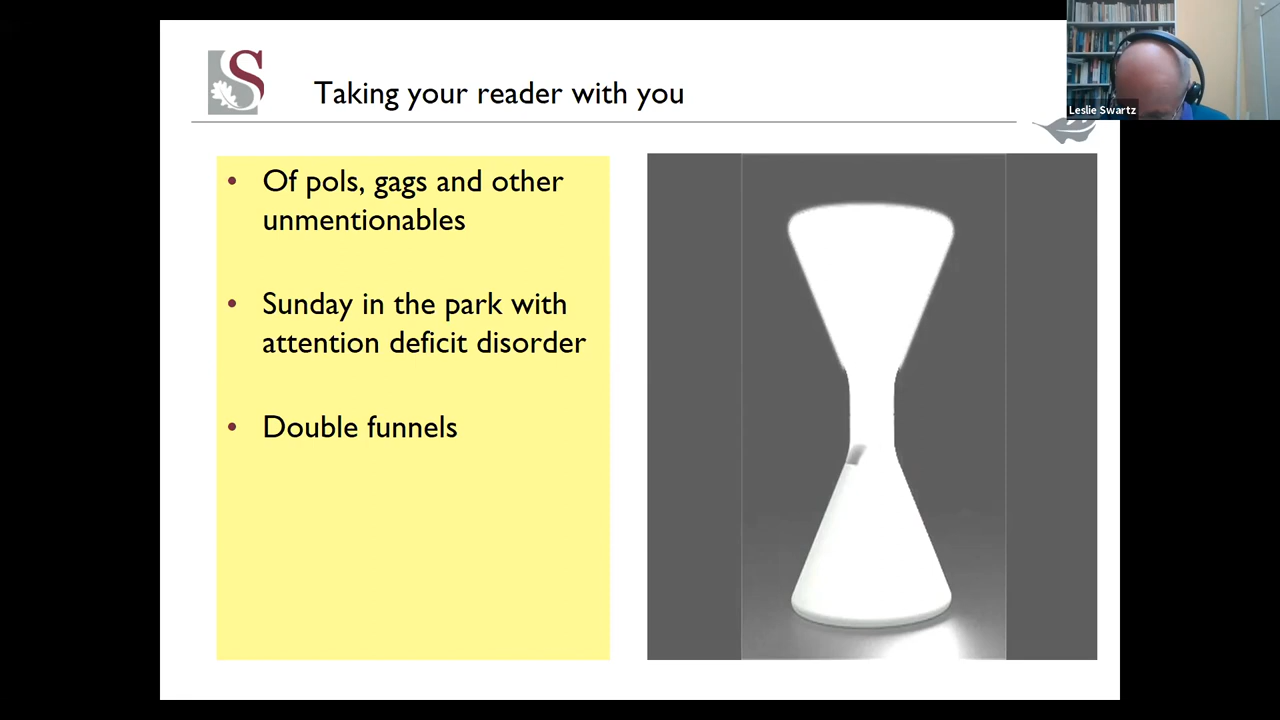 Leslie Swartz
S
Taking your reader with you
• Of pols, gags and other
unmentionables
• Sunday in the park with
attention deficit disorder
• Double funnels